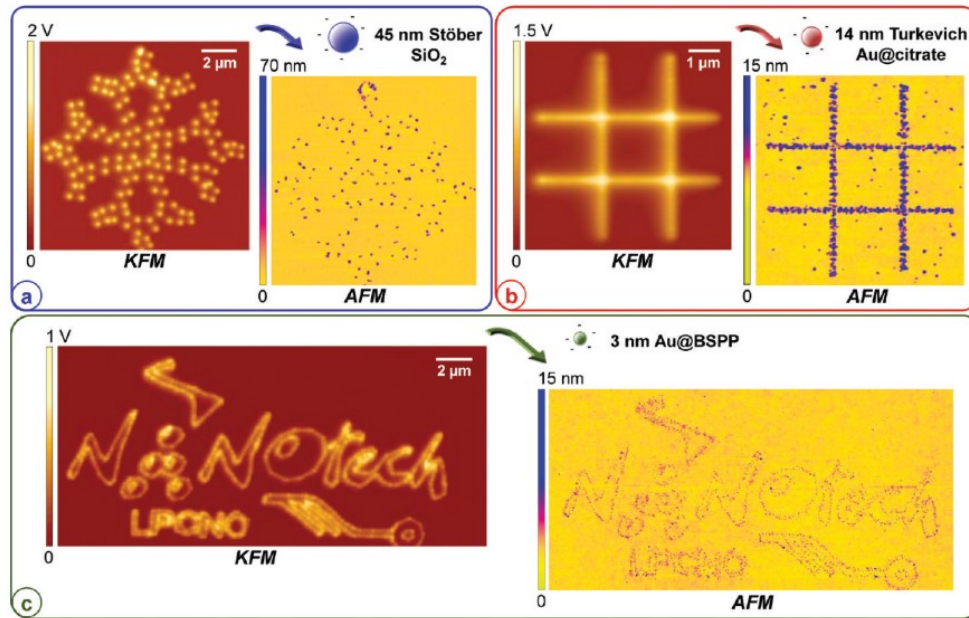 2 V
2 µm
0
KFM
45 nm Stöber
SiO₂
70 nm
0
AFM
a
1.5 V
1 µm
0
KFM
14 nm Turkevich
Au@citrate
15 nm
0
AFM
b
1 V
2 µm
NaNOtech
LPCNO
0
KFM
3 nm Au@BSPP
15 nm
NaNOtech
LPCNO
0
AFM
c